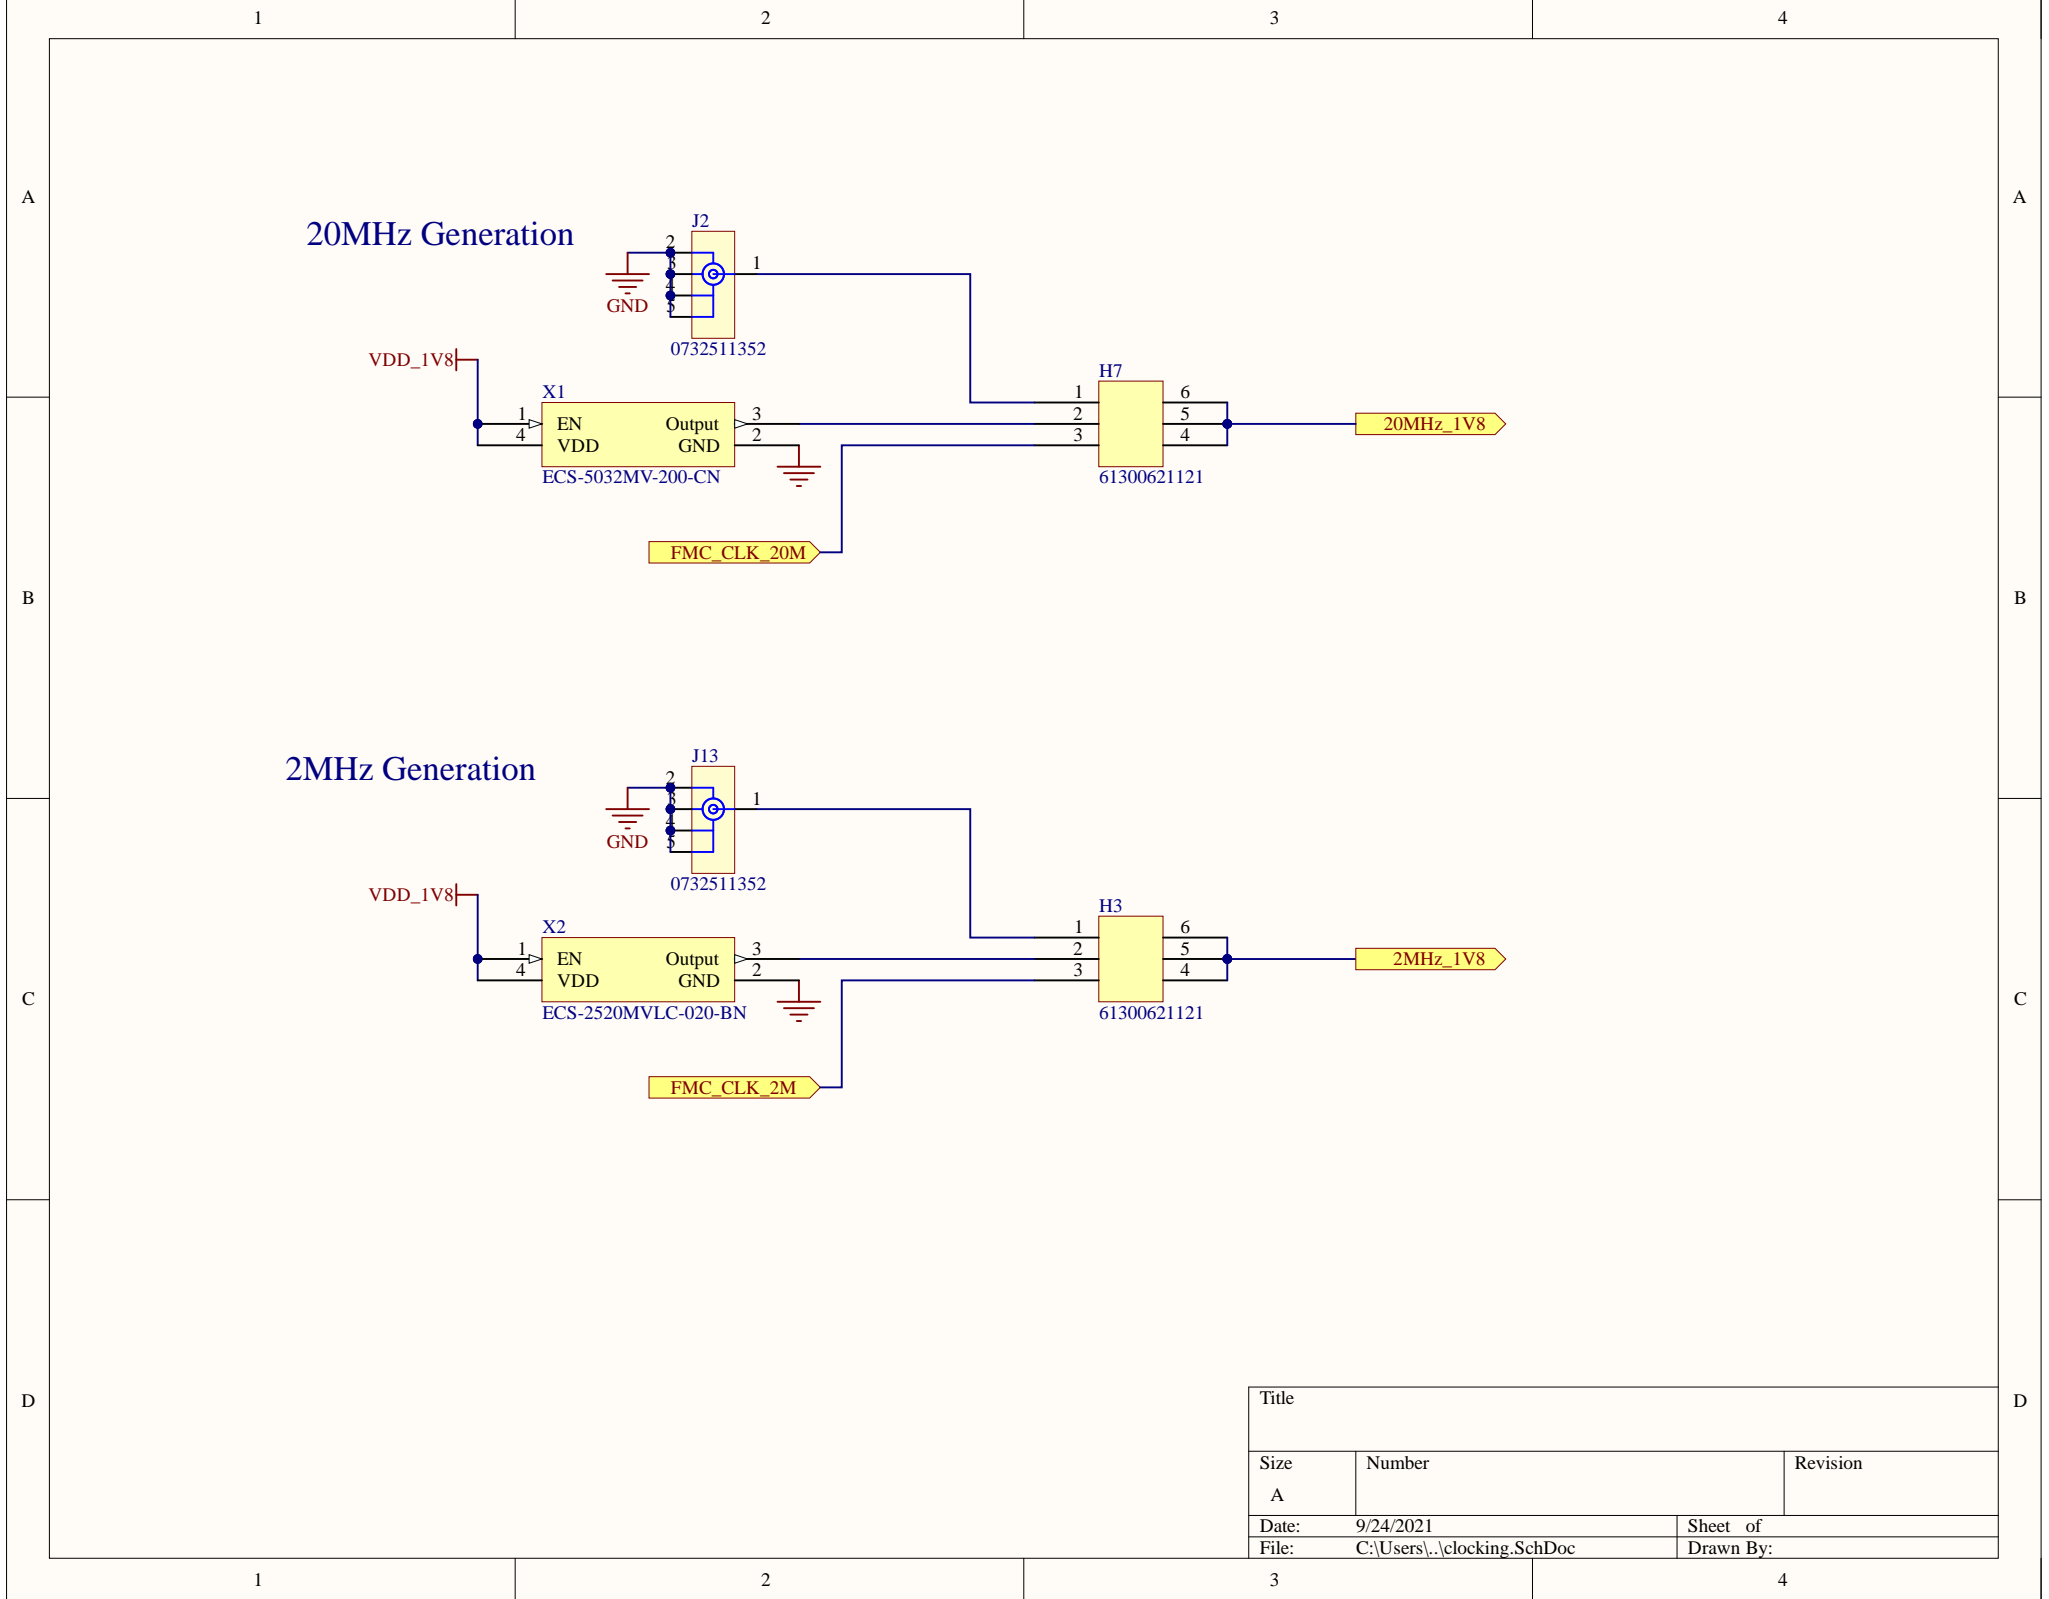 1 2 3 4
A A
20MHz Generation
J2
2
3
4
5
1
GND
0732511352
VDD_1V8
X1
1 EN Output 3
4 VDD GND 2
ECS-5032MV-200-CN
H7
1 6
2 5
3 4
61300621121
20MHz_1V8
FMC_CLK_20M
B B
2MHz Generation
J13
2
3
4
5
1
GND
0732511352
VDD_1V8
X2
1 EN Output 3
4 VDD GND 2
ECS-2520MVLC-020-BN
H3
1 6
2 5
3 4
61300621121
2MHz_1V8
C C
FMC_CLK_2M
D D
Title
Size Number Revision
A
Date: 9/24/2021 Sheet of
File: C:\Users\..\clocking.SchDoc Drawn By:
1 2 3 4